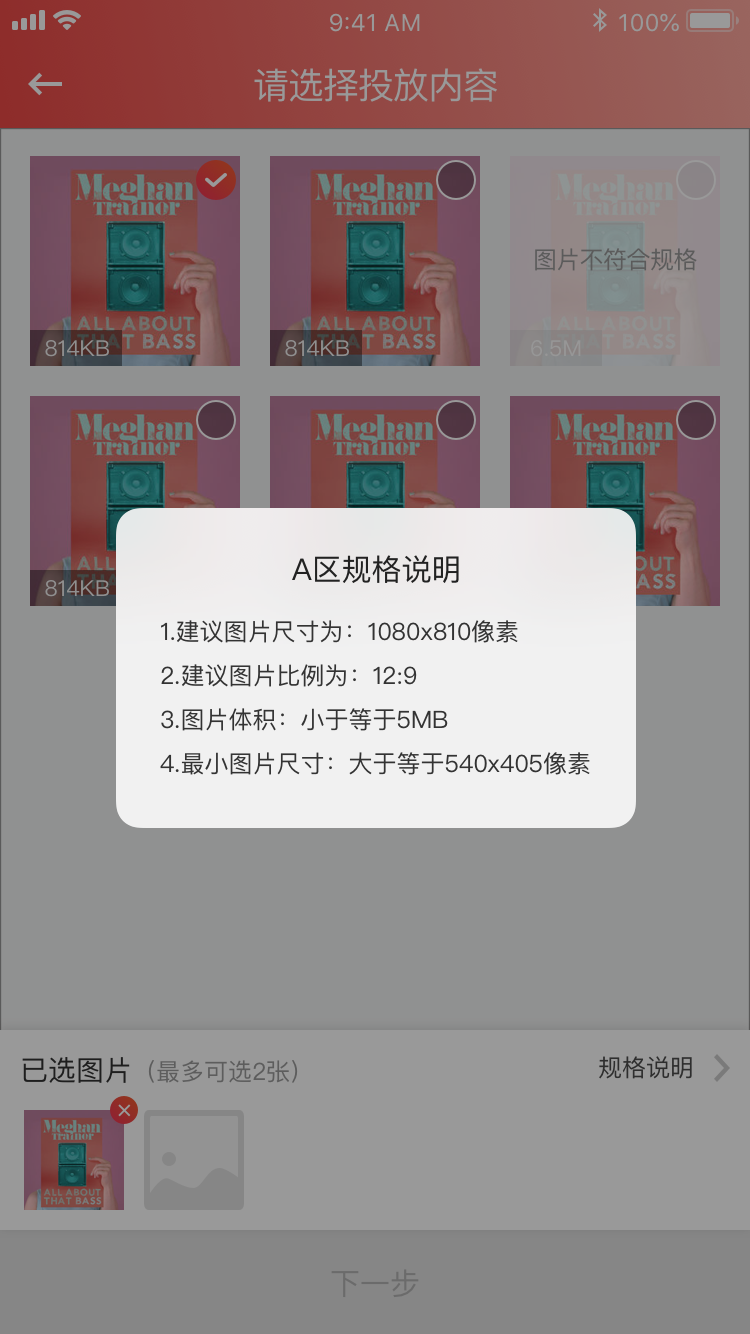 9:41 AM
100%
请选择投放内容
Meghan
Trainor
ALL ABOUT
THAT BASS
814KB
Meghan
Trainor
ALL ABOUT
THAT BASS
814KB
Meghan
Trainor
图片不符合规格
ALL ABOUT
THAT BASS
6.5M
Meghan
Trainor
ALL
814KB
Meghan
Trainor
Meghan
Trainor
OUT
ASS
A区规格说明
1.建议图片尺寸为：1080x810像素
2.建议图片比例为：12:9
3.图片体积：小于等于5MB
4.最小图片尺寸：大于等于540x405像素
已选图片（最多可选2张）
规格说明
Meghan
Trainor
ALL ABOUT
THAT BASS
下一步